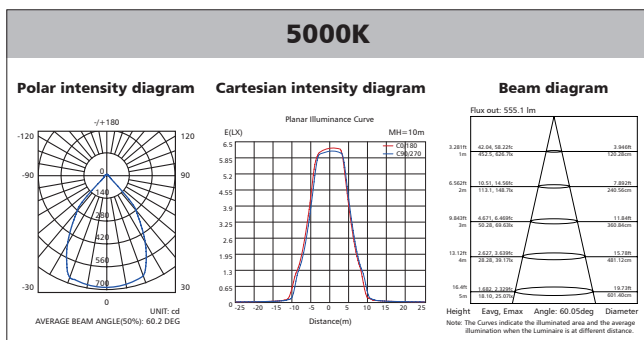 5000K
Polar intensity diagram
Cartesian intensity diagram
Beam diagram
-/+180
-120
120
-90
90
-30
30
0
0
140
280
420
560
700
UNIT: cd
AVERAGE BEAM ANGLE(50%): 60.2 DEG
Planar Illuminance Curve
E(LX)
MH=10m
C0/180
C90/270
6.5
5.85
5.2
4.55
3.9
3.25
2.6
1.95
1.3
0.65
-25 -20 -15 -10 -5 0 5 10 15 20 25
Distance(m)
Flux out: 555.1 lm
3.281ft 42.04, 58.22fc 3.946ft
1m 452.5, 626.7lx 120.28cm
6.562ft 10.51, 14.56fc 7.892ft
2m 113.1, 148.7lx 240.56cm
9.843ft 4.671, 6.469fc 11.84ft
3m 50.28, 69.63lx 360.84cm
13.12ft 2.627, 3.639fc 15.78ft
4m 28.28, 39.17lx 481.12cm
16.4ft 1.682, 2.329fc 19.73ft
5m 18.10, 25.07lx 601.40cm
Height Eavg, Emax Angle: 60.05deg Diameter
Note: The Curves indicate the illuminated area and the average
illumination when the Luminaire is at different distance.